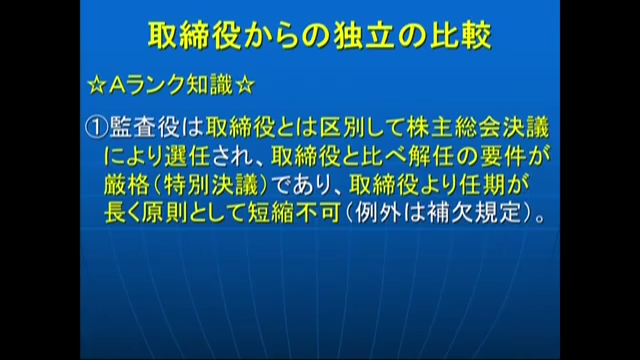 取締役からの独立の比較
☆Aランク知識☆
①監査役は取締役とは区別して株主総会決議
により選任され、取締役と比べ解任の要件が
厳格（特別決議）であり、取締役より任期が
長く原則として短縮不可（例外は補欠規定）。